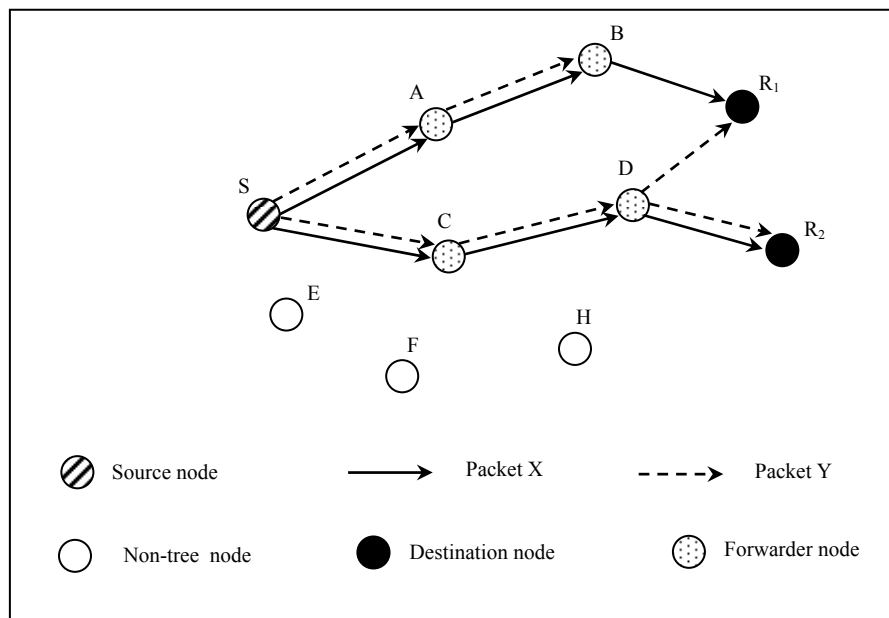 B
R1
A
D
S
C
R2
E
H
F
Source node
Packet X
Packet Y
Non-tree node
Destination node
Forwarder node